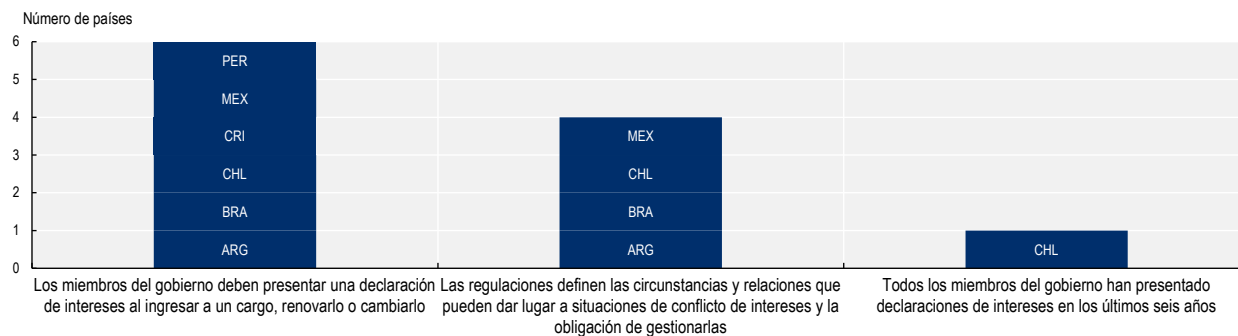 Número de países
6
5
4
3
2
1
0
PER
MEX
CRI
CHL
BRA
ARG
MEX
CHL
BRA
ARG
CHL
Los miembros del gobierno deben presentar una declaración
de intereses al ingresar a un cargo, renovarlo o cambiarlo
Las regulaciones definen las circunstancias y relaciones que
pueden dar lugar a situaciones de conflicto de intereses y la
obligación de gestionarlas
Todos los miembros del gobierno han presentado
declaraciones de intereses en los últimos seis años